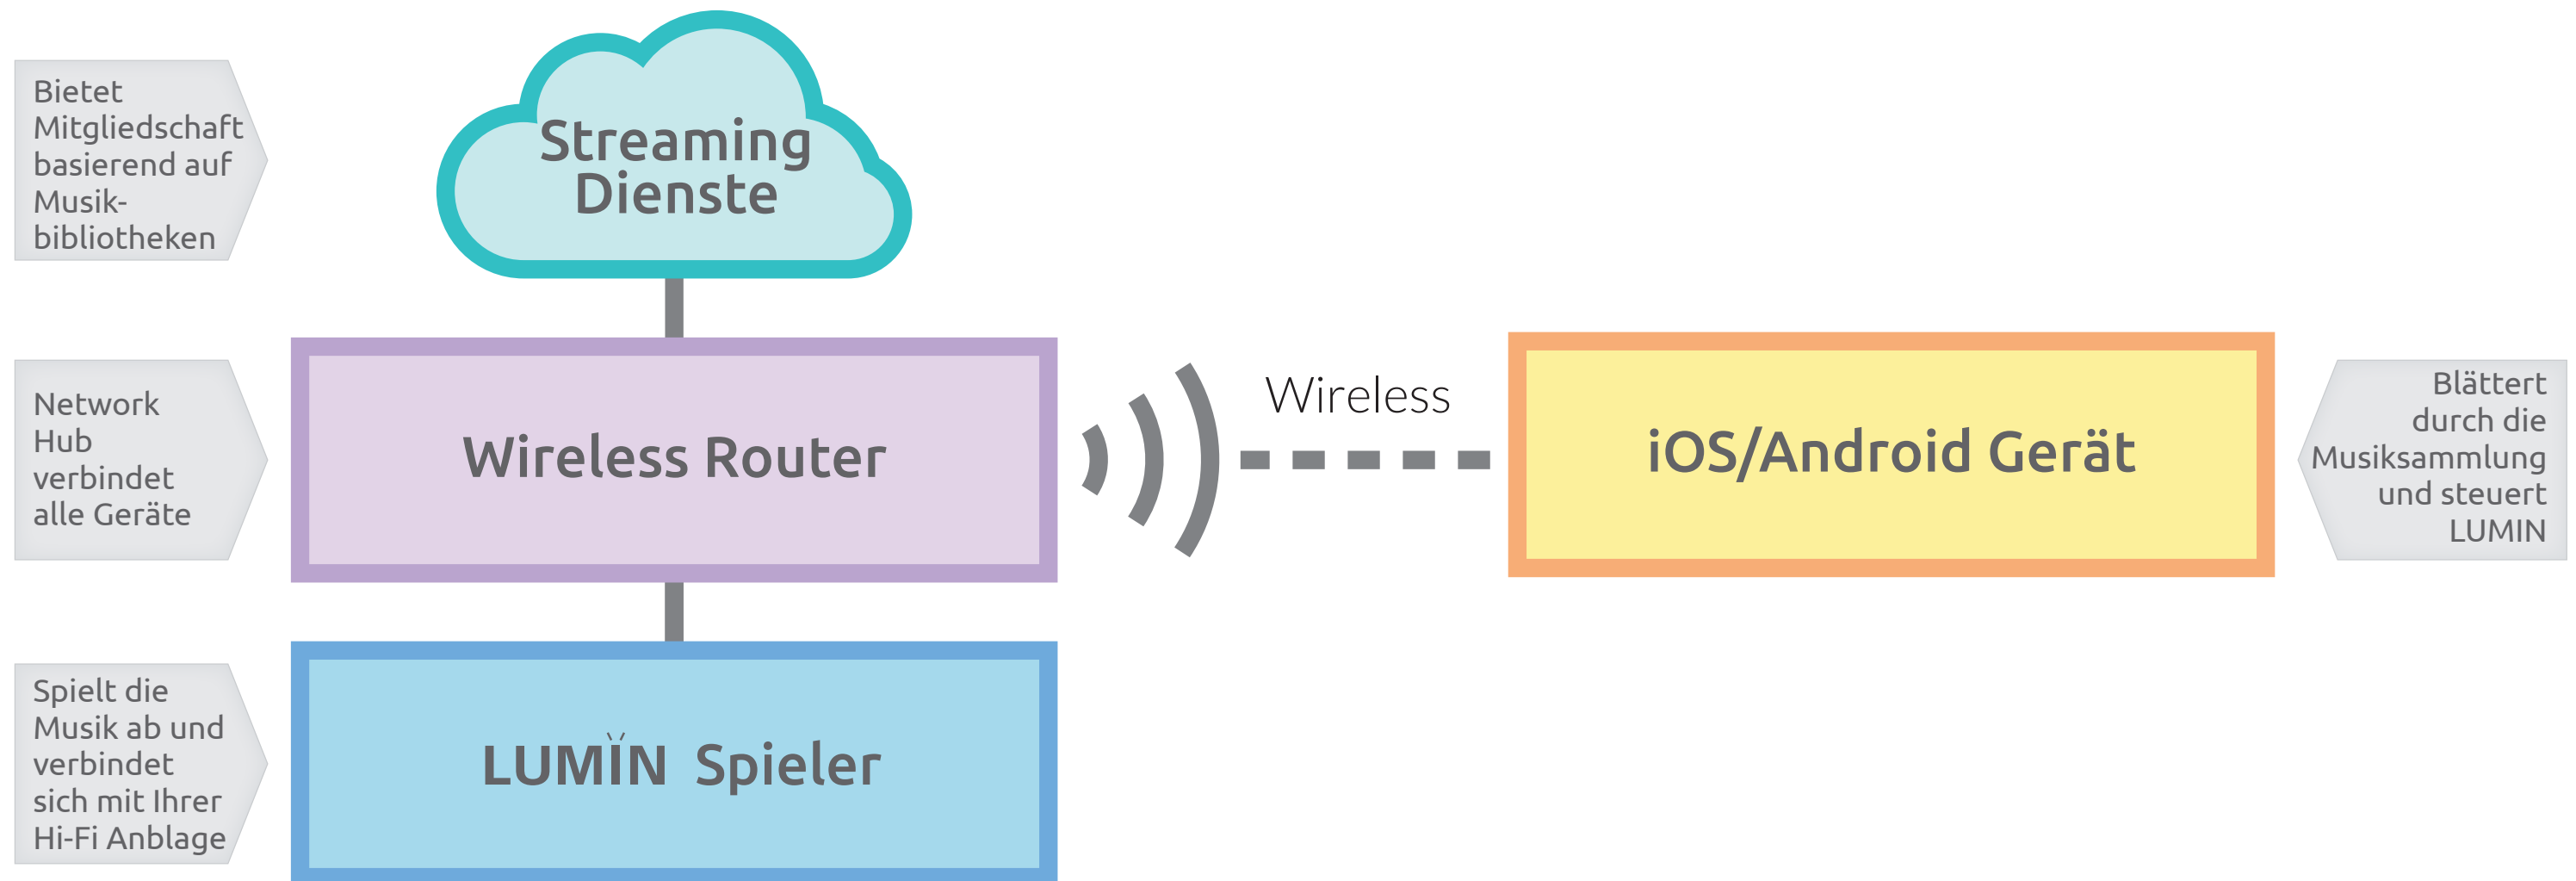 Bietet
Mitgliedschaft
basierend auf
Musik-
bibliotheken
Streaming
Dienste
Network
Hub
verbindet
alle Geräte
Wireless Router
Wireless
iOS/Android Gerät
Blättert
durch die
Musiksammlung
und steuert
LUMIN
Spielt die
Musik ab und
verbindet
sich mit Ihrer
Hi-Fi Anblage
LUMIN Spieler